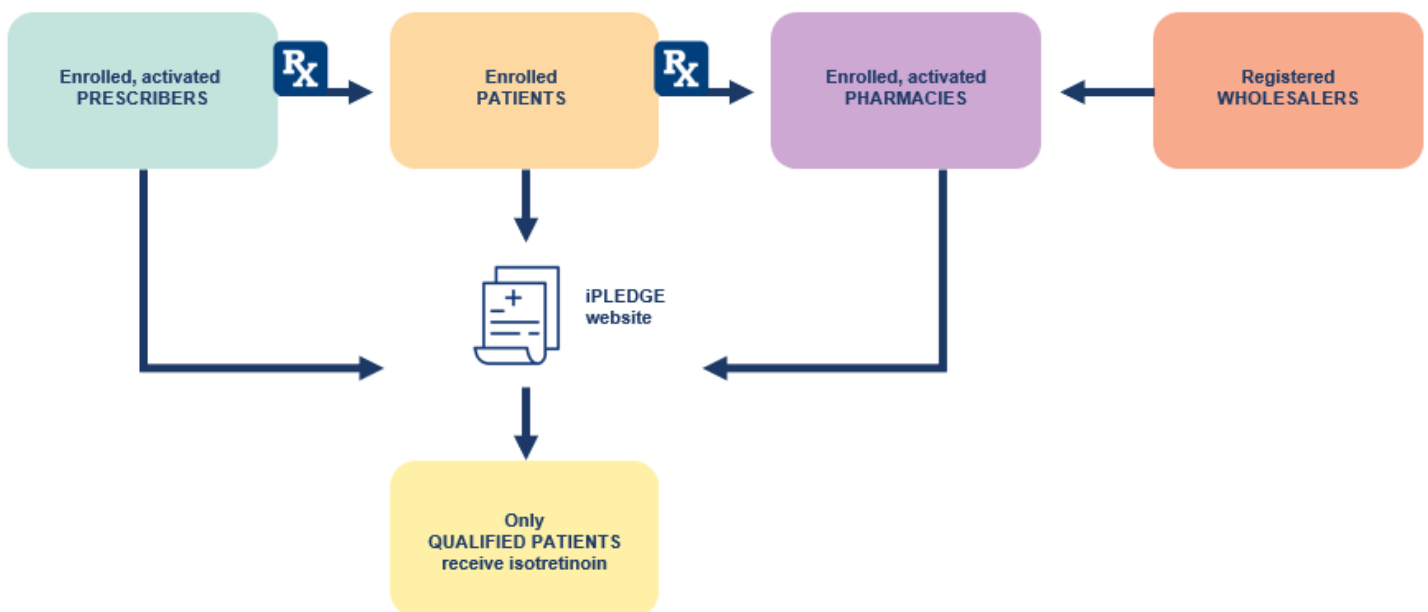 Enrolled, activated
PRESCRIBERS
Rx
Enrolled
PATIENTS
Rx
Enrolled, activated
PHARMACIES
Registered
WHOLESALERS
iPLEDGE
website
Only
QUALIFIED PATIENTS
receive isotretinoin